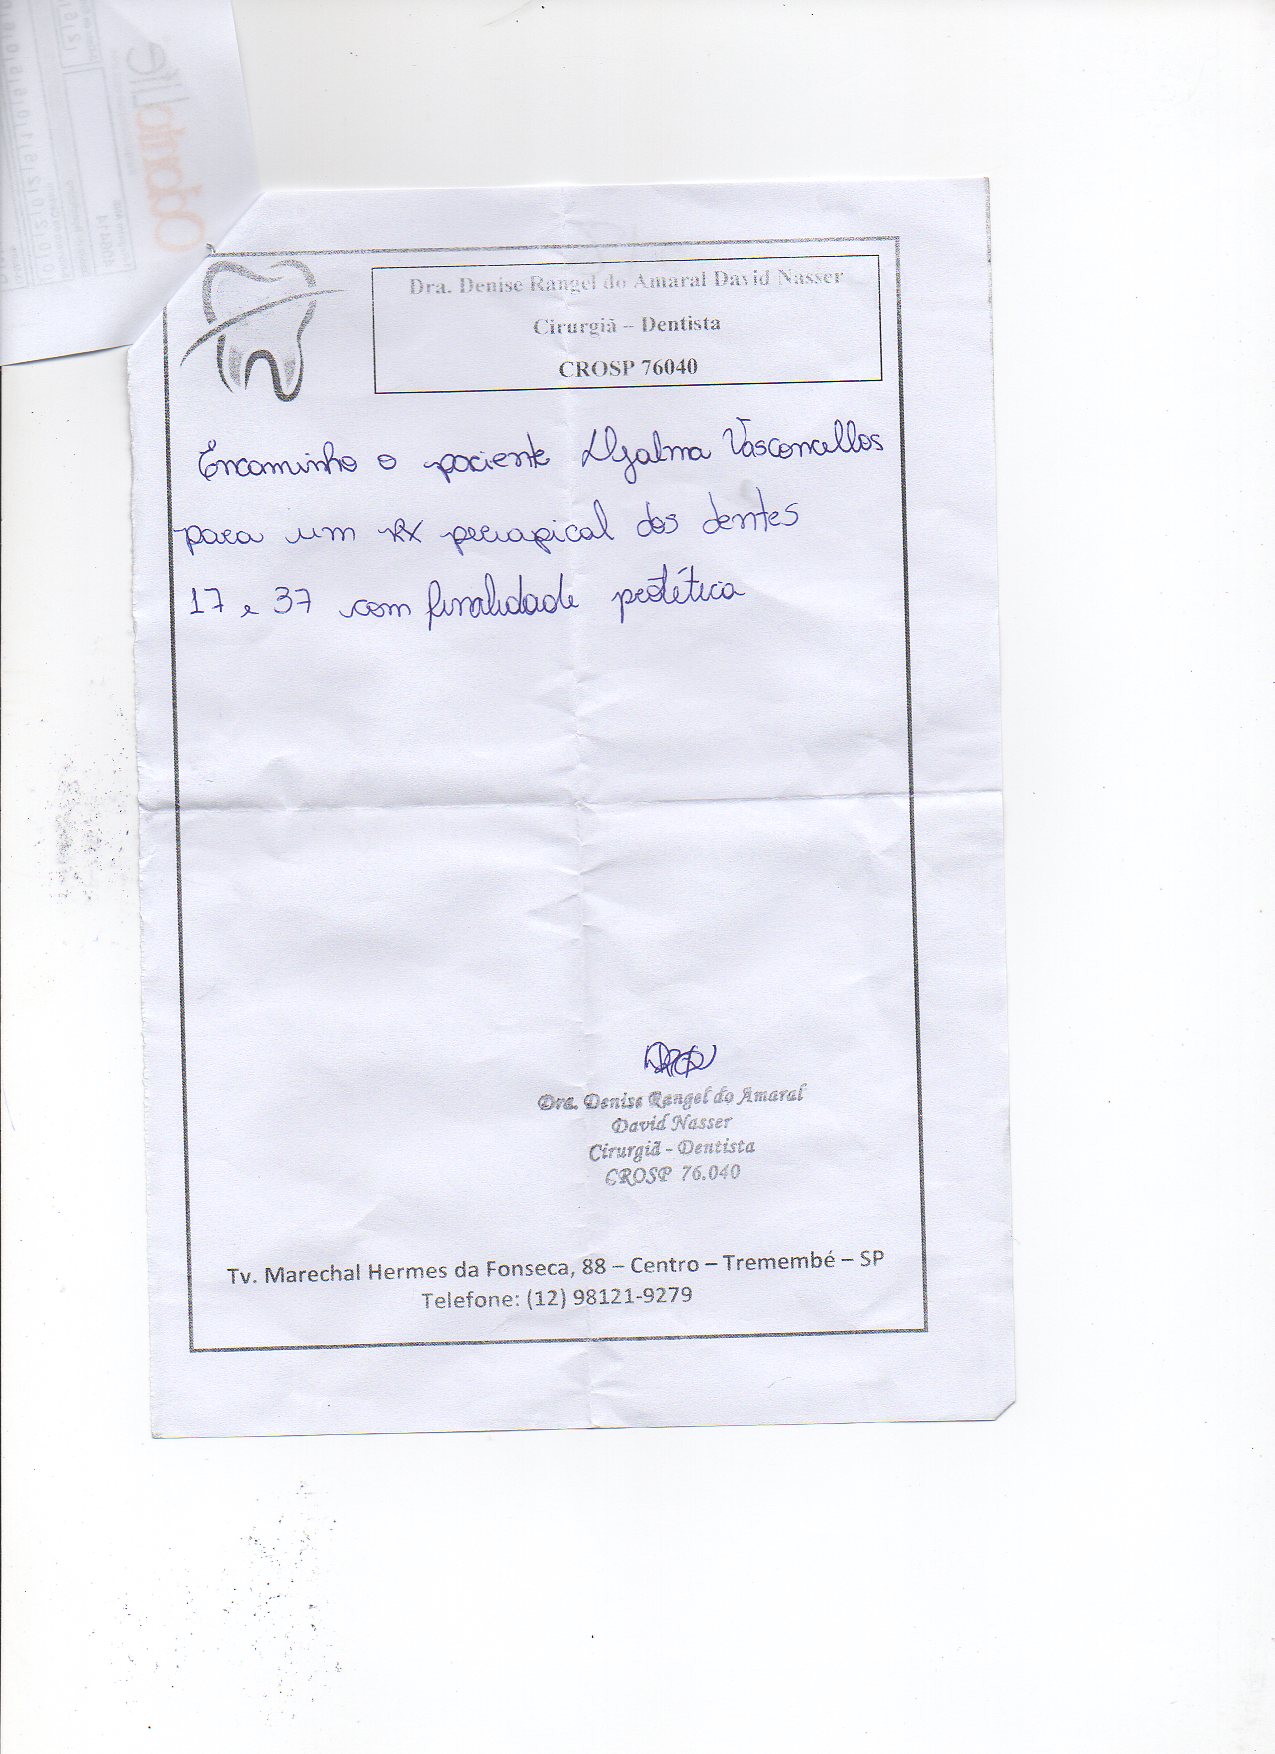 Dra. Denise Rangel do Amaral David Nasser
Cirurgiã – Dentista
CROSP 76040
Encaminho o paciente Djalma Vasconcellos
para um RX periapical dos dentes
17 e 37 com finalidade protética
Dra. Denise Rangel do Amaral
David Nasser
Cirurgiã - Dentista
CROSP 76.040
Tv. Marechal Hermes da Fonseca, 88 – Centro – Tremembé – SP
Telefone: (12) 98121-9279